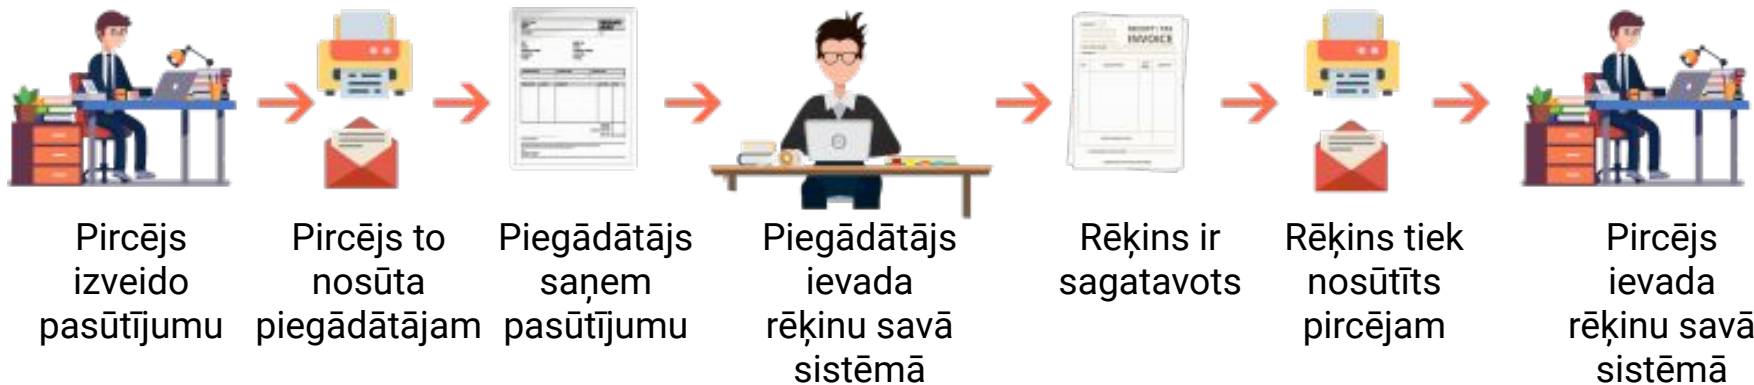 INVOICE
Pircējs
izveido
pasūtījumu
Pircējs to
nosūta
piegādātājam
Piegādātājs
saņem
pasūtījumu
Piegādātājs
ievada
rēķinu savā
sistēmā
Rēķins ir
sagatavots
Rēķins tiek
nosūtīts
pircējam
Pircējs
ievada
rēķinu savā
sistēmā